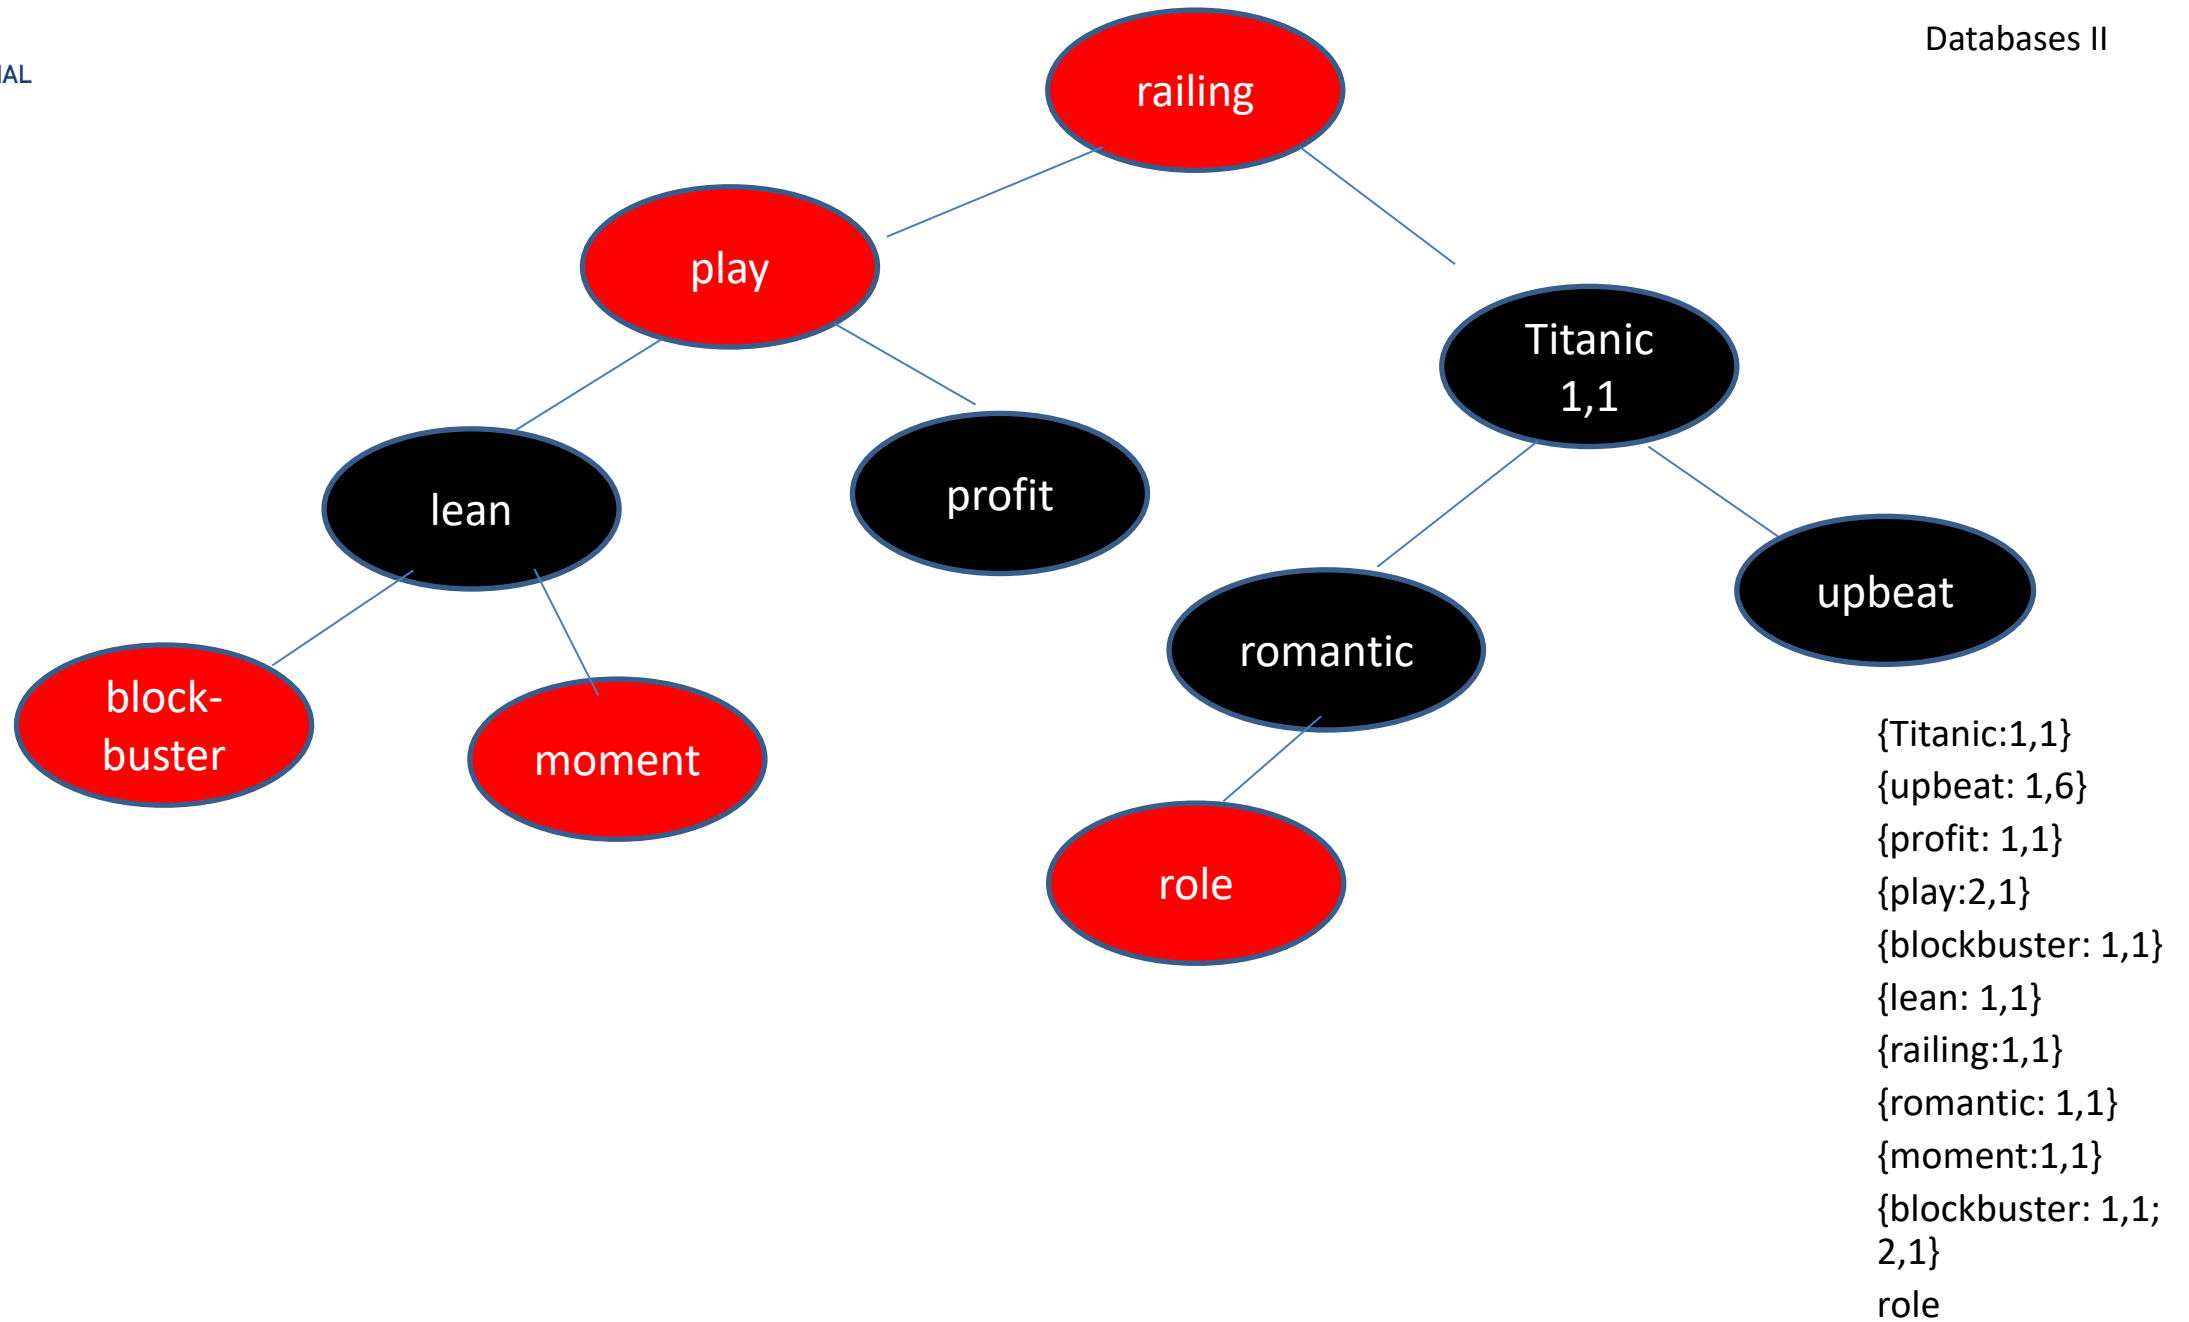 Databases II
IAL
railing
play
Titanic
1,1
lean
profit
upbeat
romantic
block-
buster
moment
role
{Titanic:1,1}
{upbeat: 1,6}
{profit: 1,1}
{play:2,1}
{blockbuster: 1,1}
{lean: 1,1}
{railing:1,1}
{romantic: 1,1}
{moment:1,1}
{blockbuster: 1,1;
2,1}
role